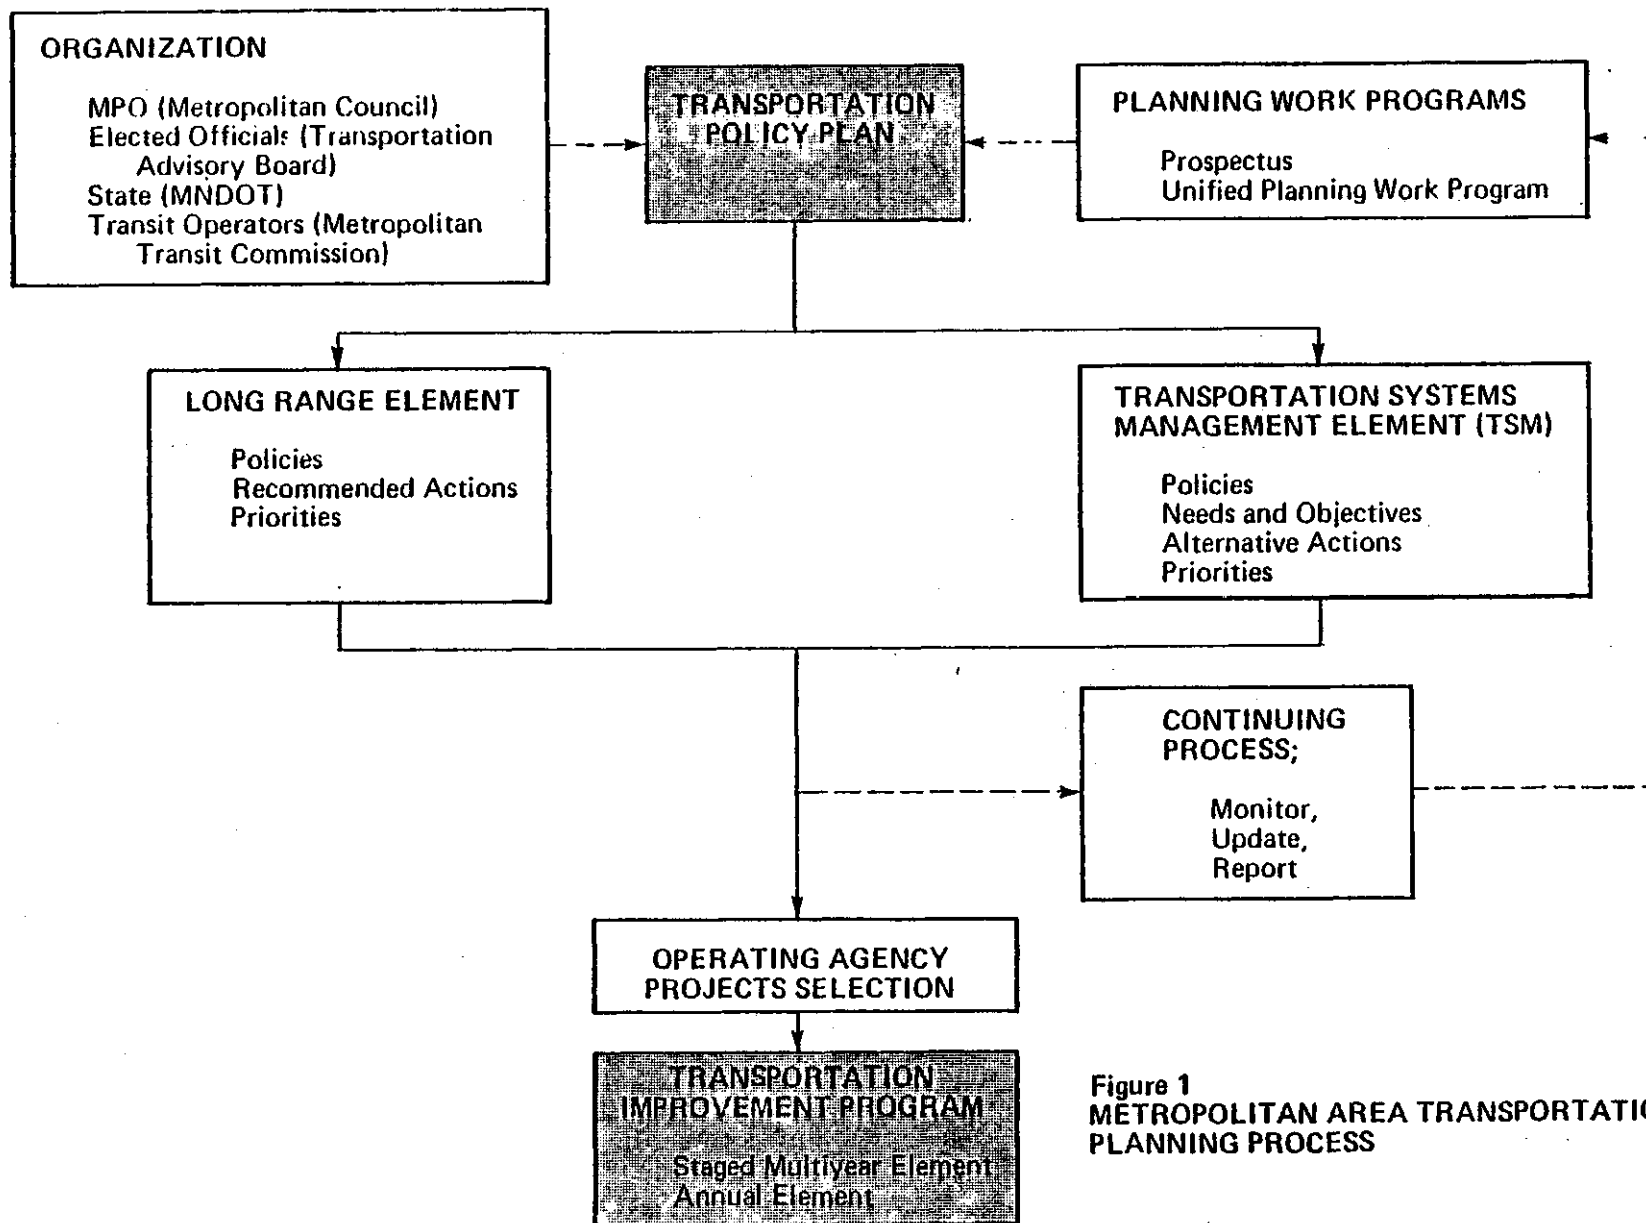 ORGANIZATION
MPO (Metropolitan Council)
Elected Officials (Transportation
Advisory Board)
State (MNDOT)
Transit Operators (Metropolitan
Transit Commission)
TRANSPORTATION
POLICY PLAN
PLANNING WORK PROGRAMS
Prospectus
Unified Planning Work Program
LONG RANGE ELEMENT
Policies
Recommended Actions
Priorities
TRANSPORTATION SYSTEMS
MANAGEMENT ELEMENT (TSM)
Policies
Needs and Objectives
Alternative Actions
Priorities
CONTINUING
PROCESS;
Monitor,
Update,
Report
OPERATING AGENCY
PROJECTS SELECTION
TRANSPORTATION
IMPROVEMENT PROGRAM
Staged Multiyear Element
Annual Element
Figure 1
METROPOLITAN AREA TRANSPORTATIO
PLANNING PROCESS